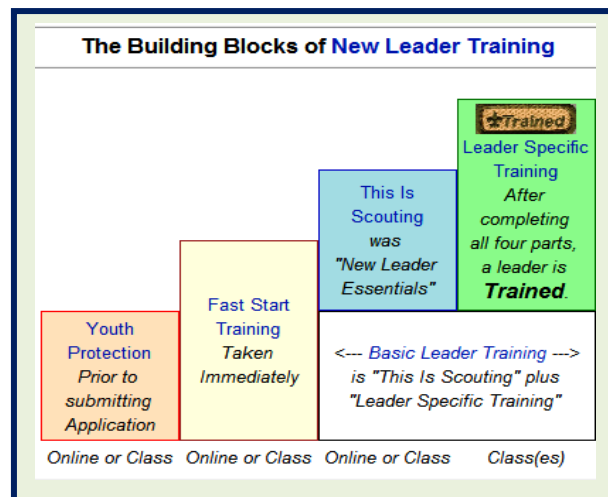 The Building Blocks of New Leader Training
Trained
Leader Specific
Training
After
completing
all four parts,
a leader is
Trained.
This Is
Scouting
was
"New Leader
Essentials"
Fast Start
Training
Taken
Immediately
Youth
Protection
Prior to
submitting
Application
<--- Basic Leader Training --->
is "This Is Scouting" plus
"Leader Specific Training"
Online or Class Online or Class Online or Class Class(es)